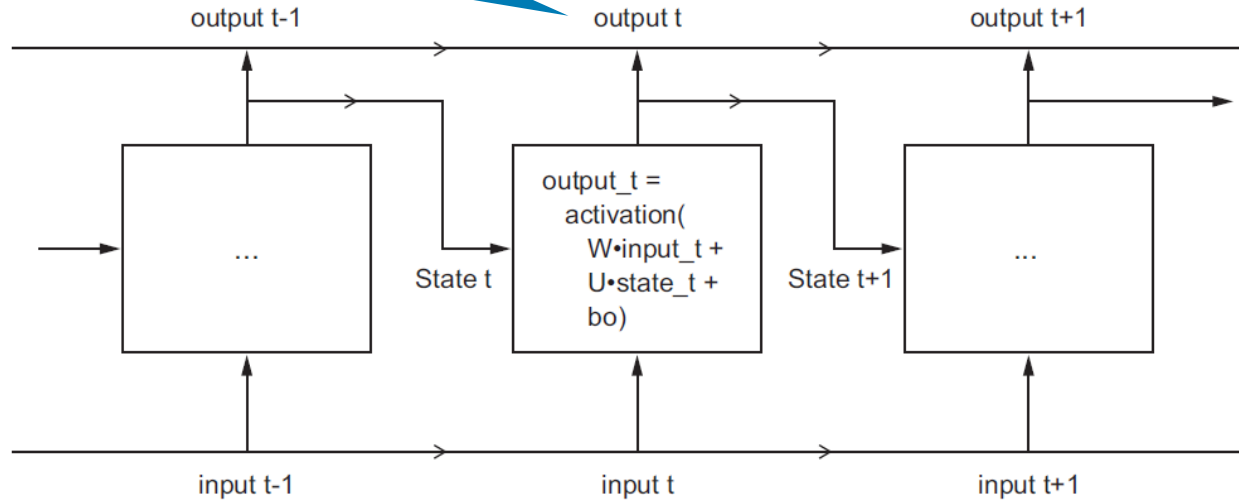 output t-1
output t
output t+1
...
output_t =
activation(
W•input_t +
U•state_t +
bo)
...
State t
State t+1
input t-1
input t
input t+1